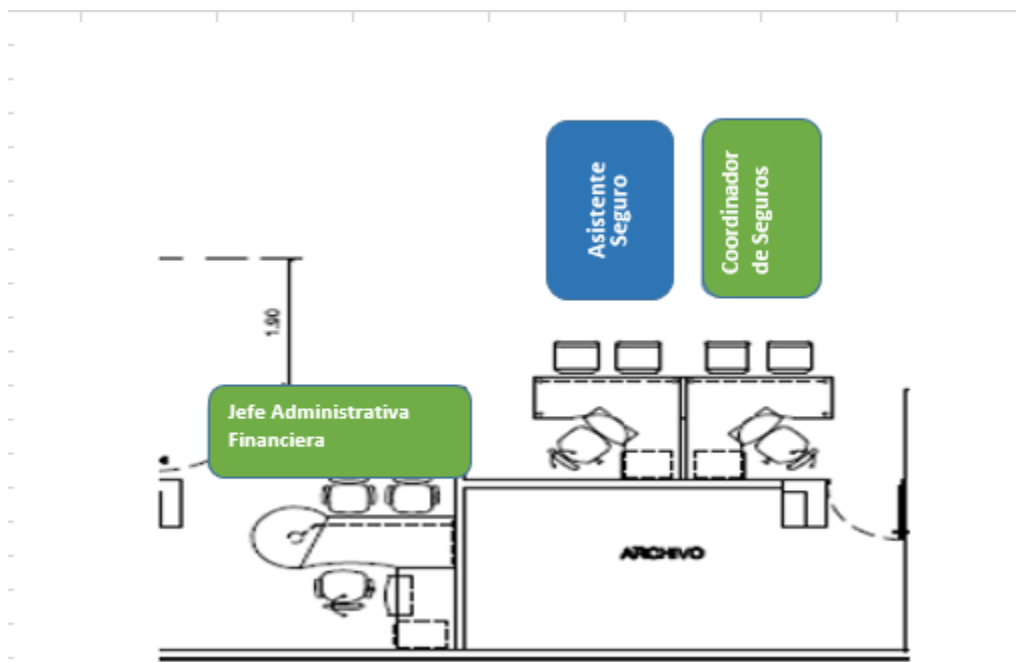 Asistente
Seguro
Coordinador
de Seguros
1.90
Jefe Administrativa
Financiera
ARCHIVO